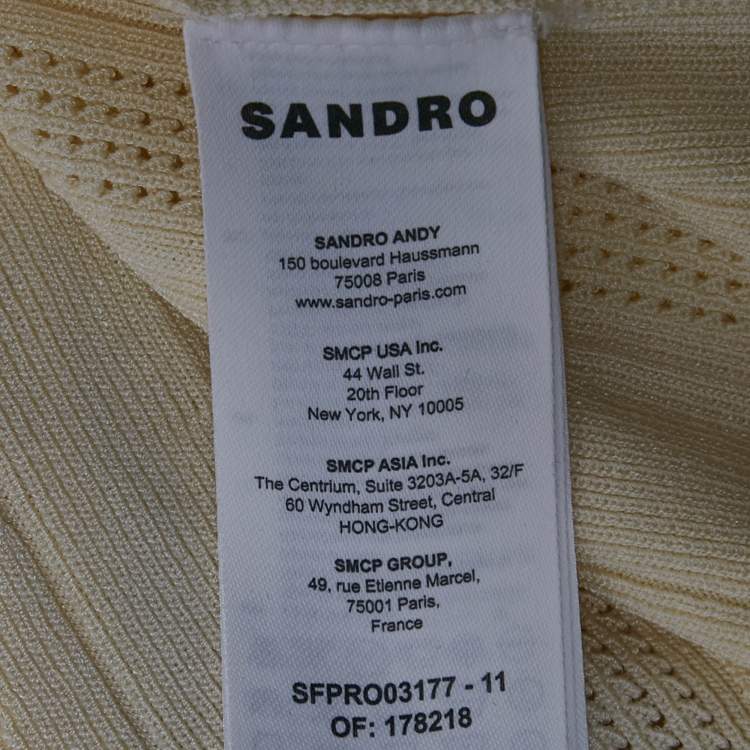 SANDRO
SANDRO ANDY
150 boulevard Haussmann
75008 Paris
www.sandro-paris.com
SMCP USA Inc.
44 Wall St.
20th Floor
New York, NY 10005
SMCP ASIA Inc.
The Centrium, Suite 3203A-5A, 32/F
60 Wyndham Street, Central
HONG-KONG
SMCP GROUP,
49, rue Etienne Marcel,
75001 Paris,
France
SFPRO03177 - 11
OF: 178218